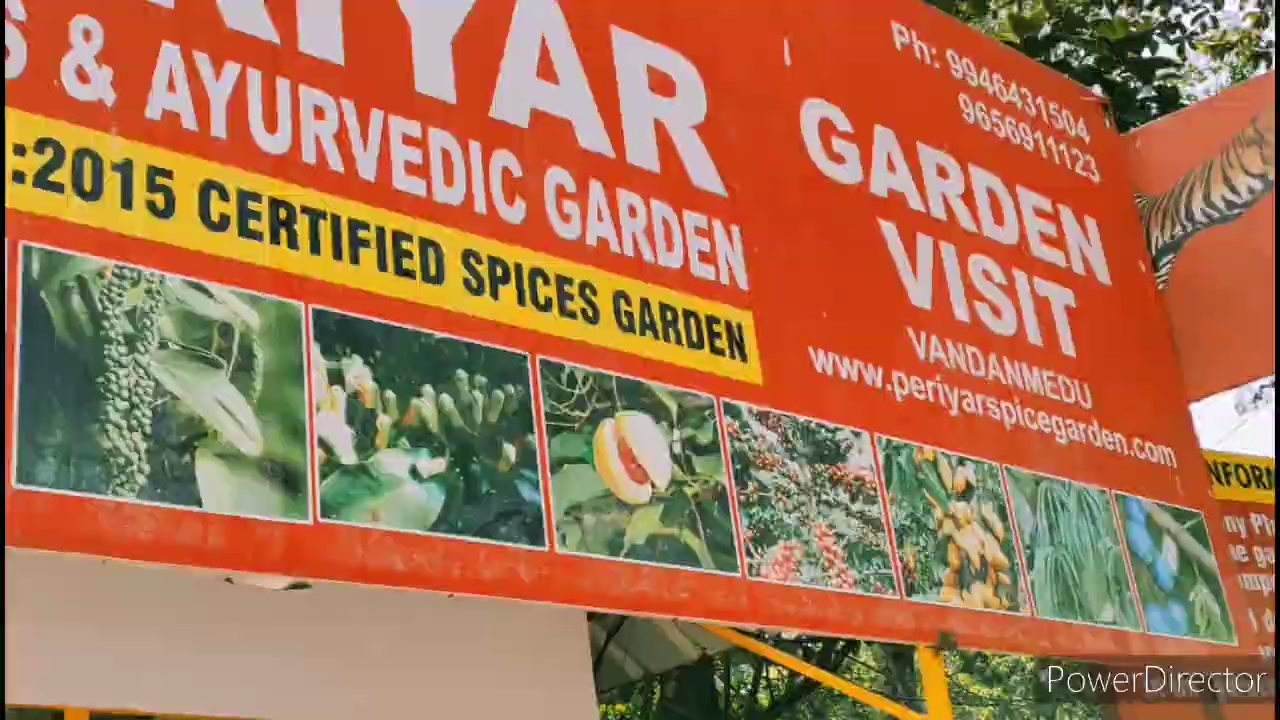 & AYURVEDIC GARDEN
:2015 CERTIFIED SPICES GARDEN
Ph: 9946431504
9656911123
GARDEN
VISIT
VANDANMEDU
www.periyarspicegarden.com
PowerDirector